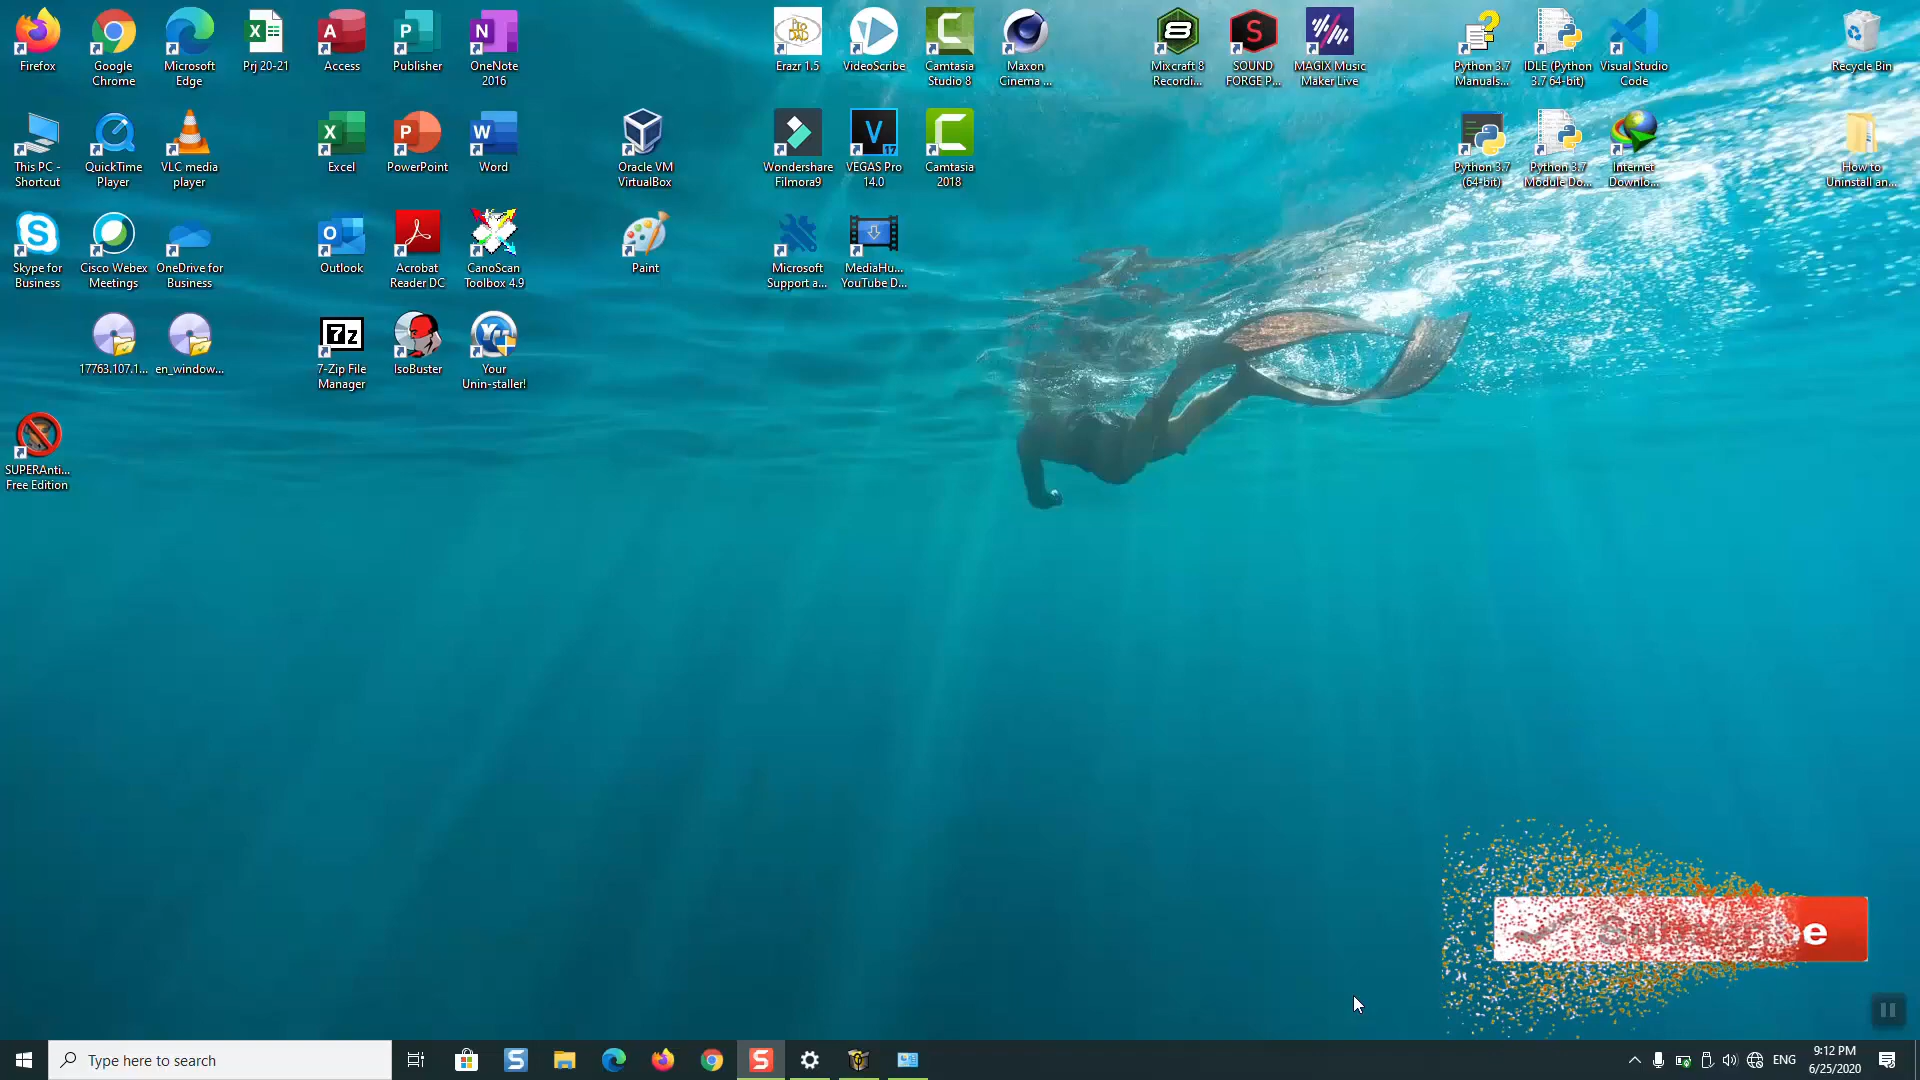 Firefox
Google
Chrome
Microsoft
Edge
Prj 20-21
Access
Publisher
OneNote
2016
Erazr 1.5
VideoScribe
Camtasia
Studio 8
Maxon
Cinema ...
Mixcraft 8
Recordi...
SOUND
FORGE P...
MAGIX Music
Maker Live
Python 3.7
Manuals...
IDLE (Python
3.7 64-bit)
Visual Studio
Code
Recycle Bin
This PC -
Shortcut
QuickTime
Player
VLC media
player
Excel
PowerPoint
Word
Oracle VM
VirtualBox
Wondershare
Filmora9
VEGAS Pro
14.0
Camtasia
2018
Python 3.7
(64-bit)
Python 3.7
Module Do...
Internet
Downlo...
How to
Uninstall an...
Skype for
Business
Cisco Webex
Meetings
OneDrive for
Business
Outlook
Acrobat
Reader DC
CanoScan
Toolbox 4.9
Paint
Microsoft
Support a...
MediaHu...
YouTube D...
17763.107.1...
en_window...
7-Zip File
Manager
IsoBuster
Your
Unin-staller!
SUPERAnti...
Free Edition
Type here to search
ENG
9:12 PM
6/25/2020